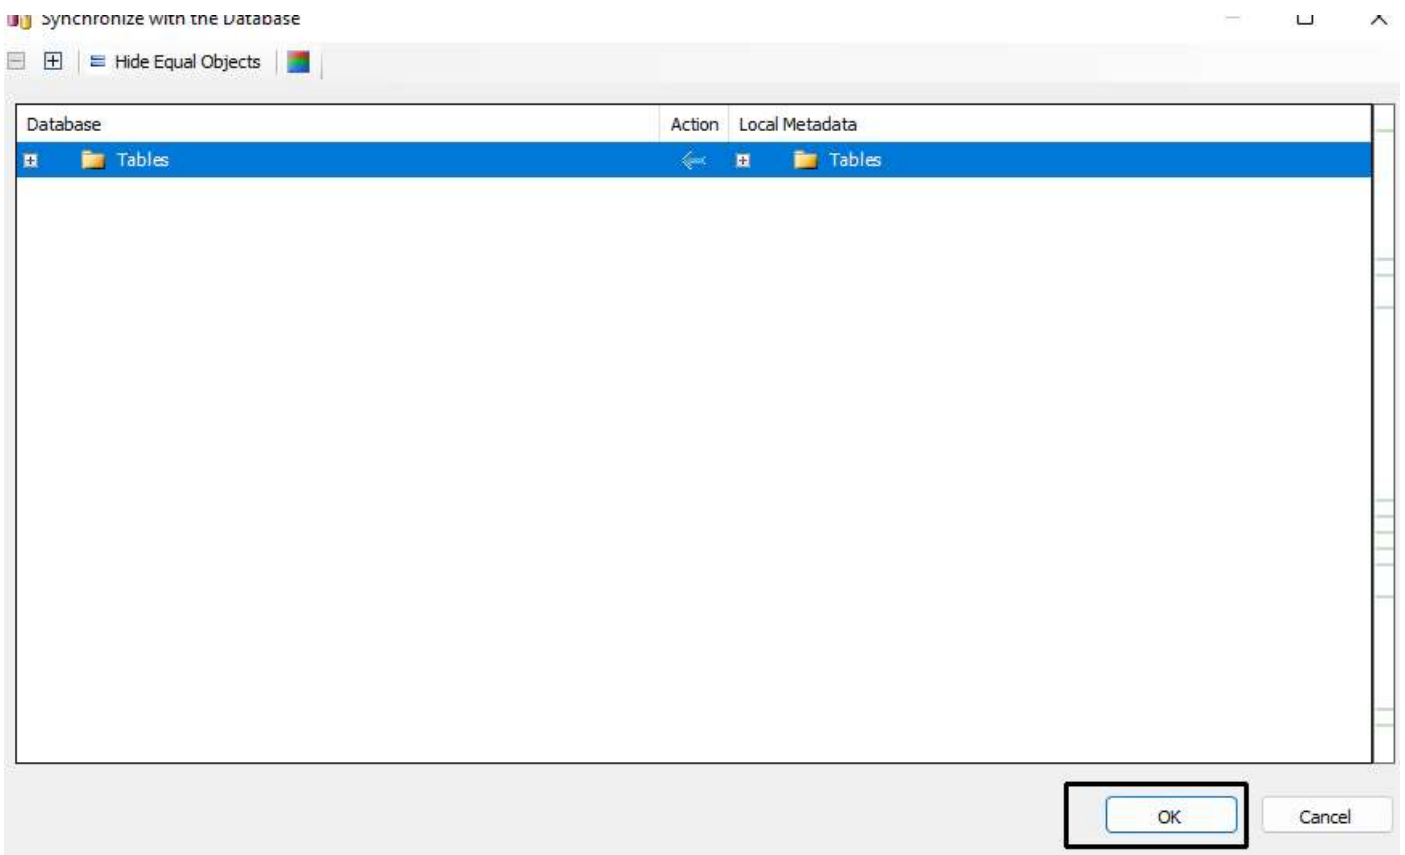 Synchronize with the Database
Hide Equal Objects
Database Action Local Metadata
Tables Tables
OK Cancel